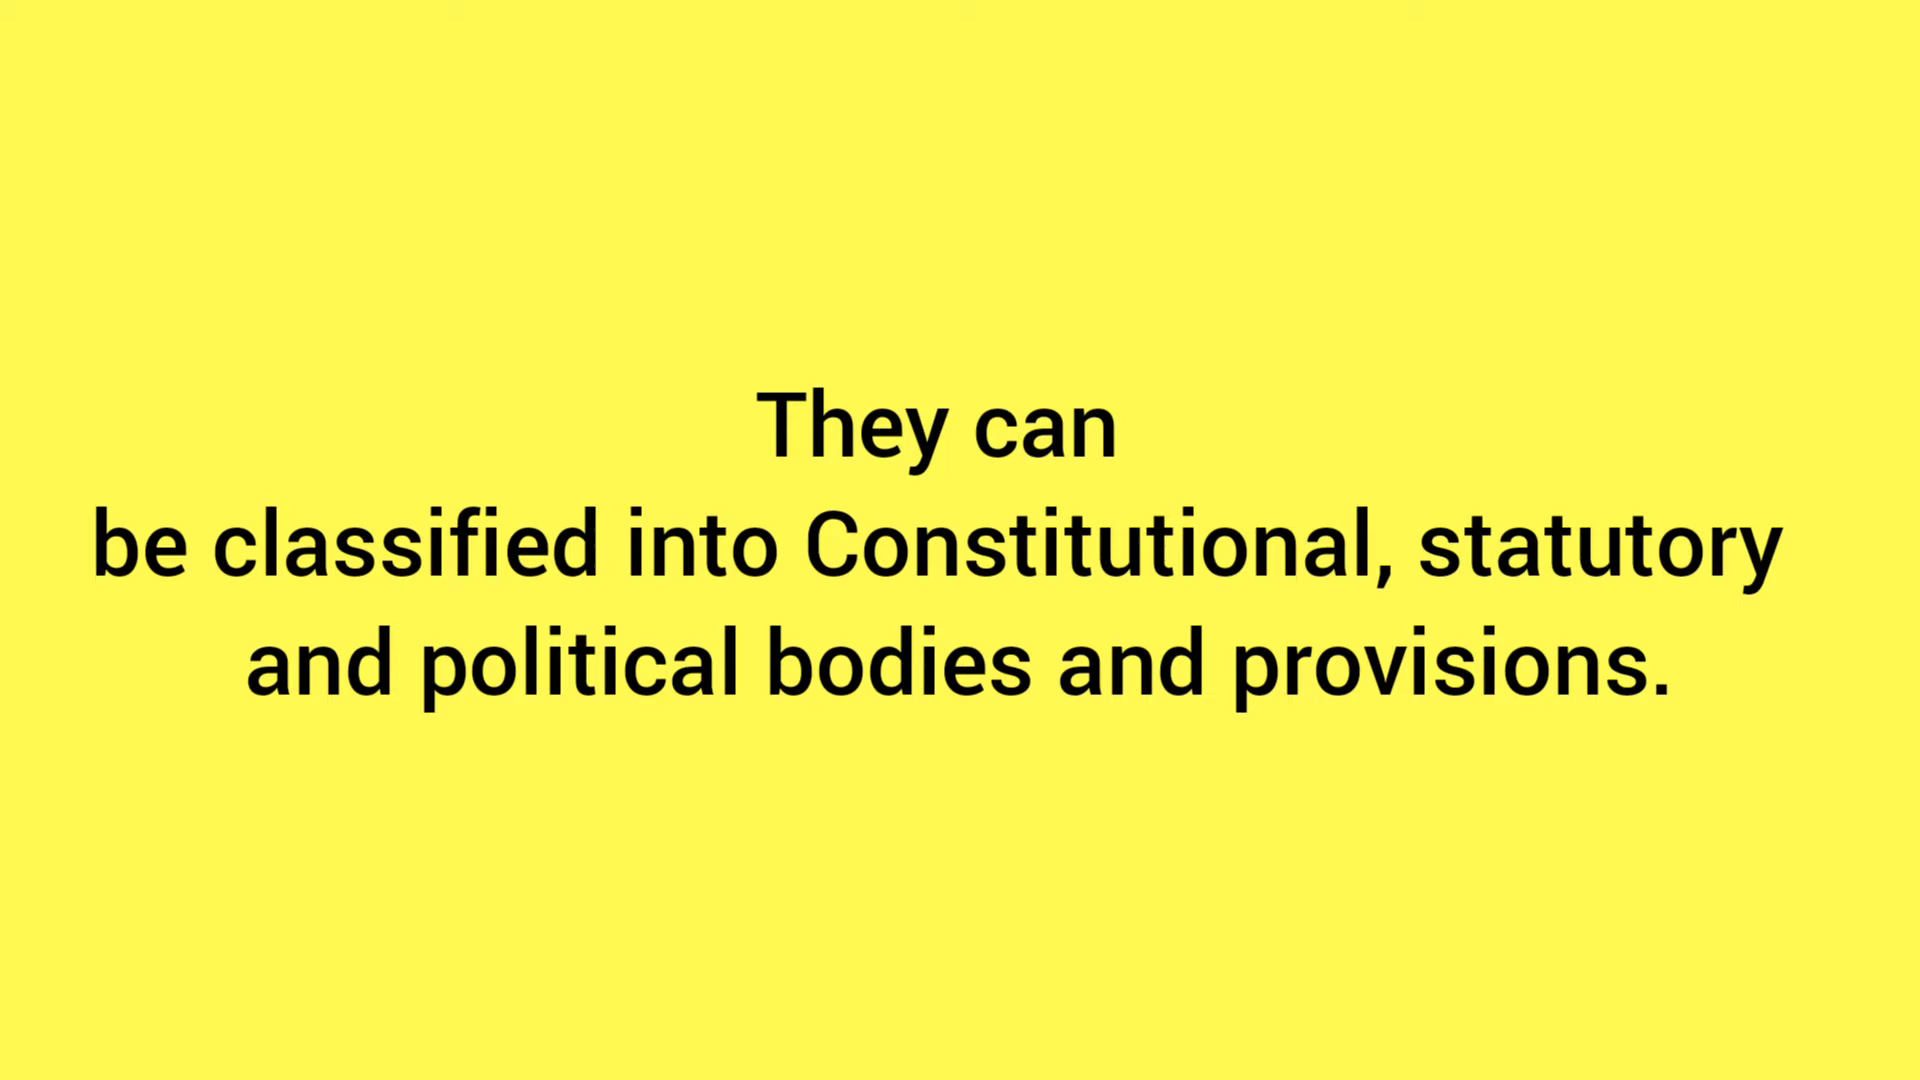 They can
be classified into Constitutional, statutory
and political bodies and provisions.